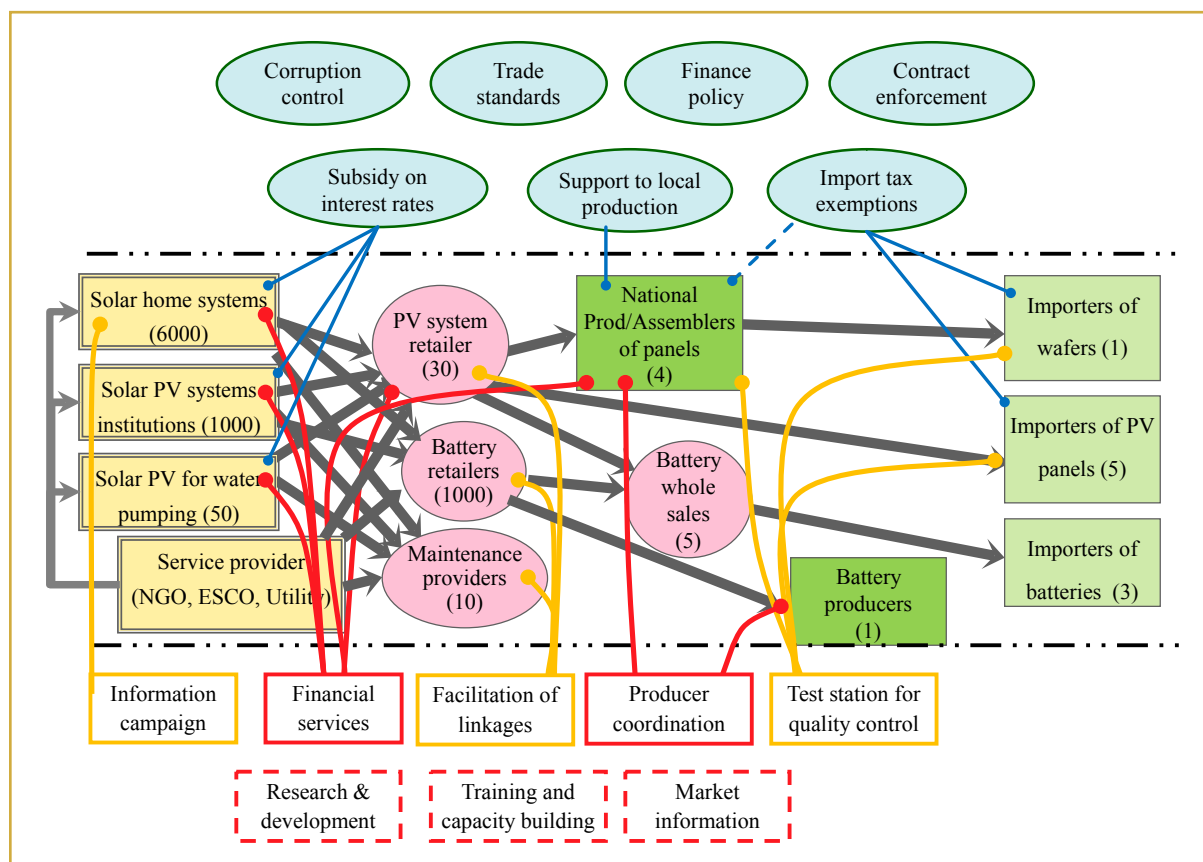 Corruption
control
Trade
standards
Finance
policy
Contract
enforcement
Subsidy on
interest rates
Support to local
production
Import tax
exemptions
Solar home systems
(6000)
Solar PV systems
institutions (1000)
Solar PV for water
pumping (50)
Service provider
(NGO, ESCO, Utility)
PV system
retailer
(30)
Battery
retailers
(1000)
Maintenance
providers
(10)
National
Prod/Assemblers
of panels
(4)
Battery
whole
sales
(5)
Battery
producers
(1)
Importers of
wafers (1)
Importers of PV
panels (5)
Importers of
batteries (3)
Information
campaign
Financial
services
Facilitation of
linkages
Producer
coordination
Test station for
quality control
Research &
development
Training and
capacity building
Market
information